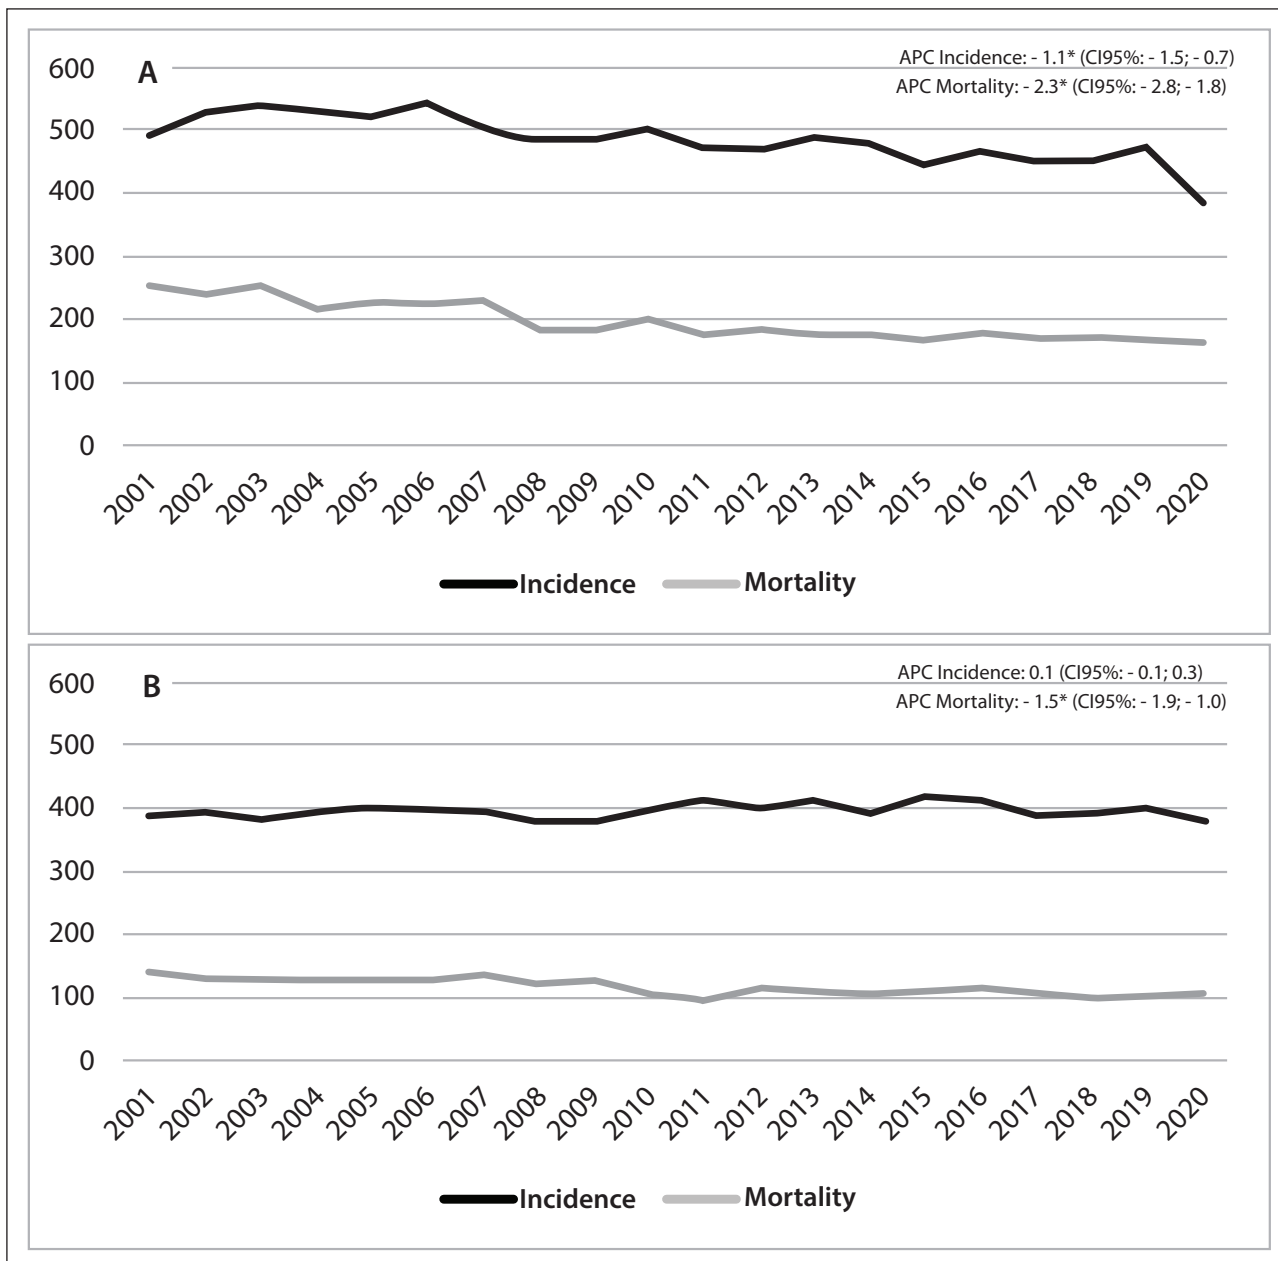 A
APC Incidence: - 1.1* (CI95%: - 1.5; - 0.7)
APC Mortality: - 2.3* (CI95%: - 2.8; - 1.8)
600
500
400
300
200
100
0
2001 2002 2003 2004 2005 2006 2007 2008 2009 2010 2011 2012 2013 2014 2015 2016 2017 2018 2019 2020
Incidence Mortality
B
APC Incidence: 0.1 (CI95%: - 0.1; 0.3)
APC Mortality: - 1.5* (CI95%: - 1.9; - 1.0)
600
500
400
300
200
100
0
2001 2002 2003 2004 2005 2006 2007 2008 2009 2010 2011 2012 2013 2014 2015 2016 2017 2018 2019 2020
Incidence Mortality